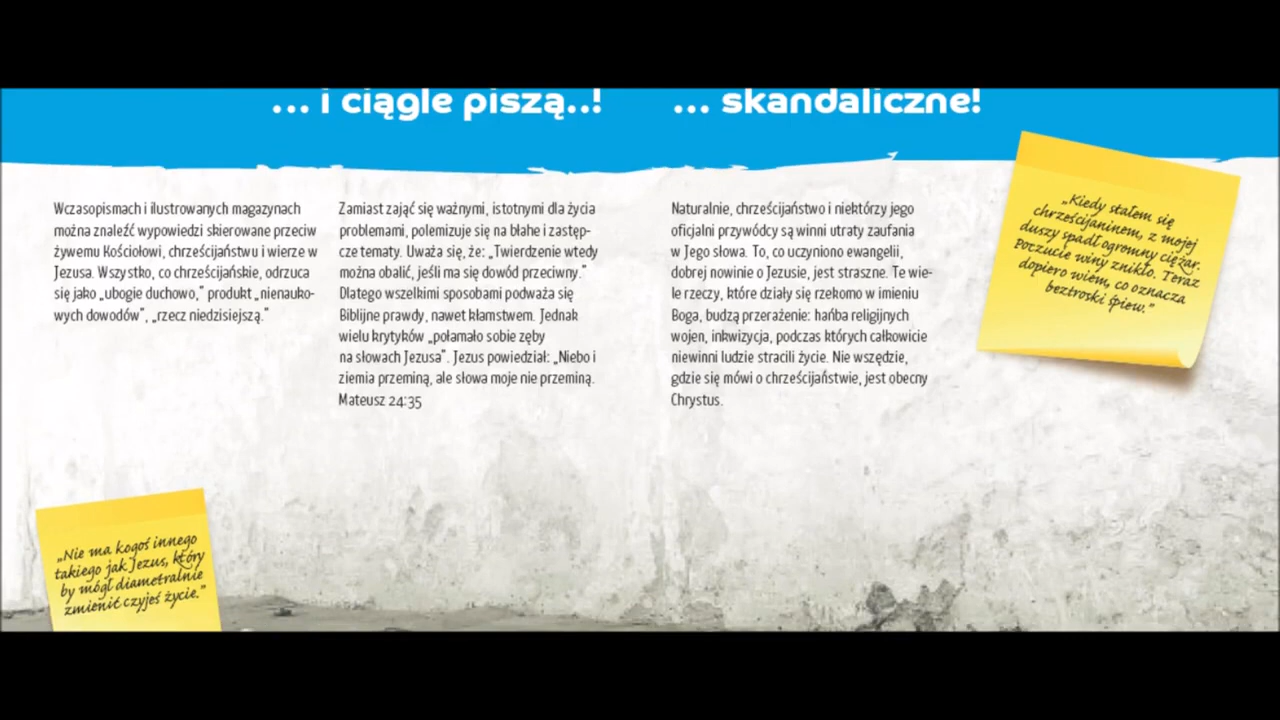 ... i ciągle piszą..!
... skandaliczne!
Wczasopismach i ilustrowanych magazynach
można znaleźć wypowiedzi skierowane przeciw
żywemu Kościołowi, chrześcijaństwu i wierze w
Jezusa. Wszystko, co chrześcijańskie, odrzuca
się jako „ubogie duchowo,” produkt „nienauko-
wych dowodów”, „rzecz niedzisiejszą.”
Zamiast zająć się ważnymi, istotnymi dla życia
problemami, polemizuje się na błahe i zastęp-
cze tematy. Uważa się, że: „Twierdzenie wtedy
można obalić, jeśli ma się dowód przeciwny.”
Dlatego wszelkimi sposobami podważa się
Biblijne prawdy, nawet kłamstwem. Jednak
wielu krytyków „połamało sobie zęby
na słowach Jezusa”. Jezus powiedział: „Niebo i
ziemia przeminą, ale słowa moje nie przeminą.
Mateusz 24:35
Naturalnie, chrześcijaństwo i niektórzy jego
oficjalni przywódcy są winni utraty zaufania
w Jego słowa. To, co uczyniono ewangelii,
dobrej nowinie o Jezusie, jest straszne. Te wie-
le rzeczy, które działy się rzekomo w imieniu
Boga, budzą przerażenie: hańba religijnych
wojen, inkwizycja, podczas których całkowicie
niewinni ludzie stracili życie. Nie wszędzie,
gdzie się mówi o chrześcijaństwie, jest obecny
Chrystus.
„Kiedy stałem się
chrześcijaninem, z mojej
duszy spadł ogromny ciężar.
Poczucie winy znikło. Teraz
dopiero wiem, co oznacza
beztroski śpiew.”
„Nie ma kogoś innego
takiego jak Jezus, który
by mógł diametralnie
zmienić czyjeś życie.”